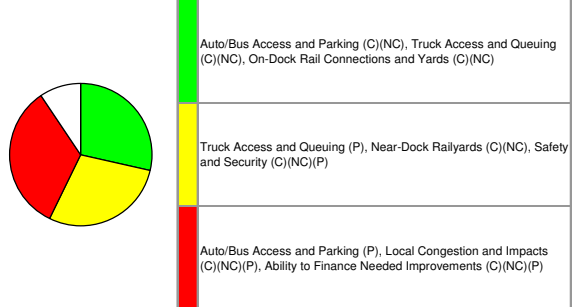 Auto/Bus Access and Parking (C)(NC), Truck Access and Queuing
(C)(NC), On-Dock Rail Connections and Yards (C)(NC)
Truck Access and Queuing (P), Near-Dock Railyards (C)(NC), Safety
and Security (C)(NC)(P)
Auto/Bus Access and Parking (P), Local Congestion and Impacts
(C)(NC)(P), Ability to Finance Needed Improvements (C)(NC)(P)